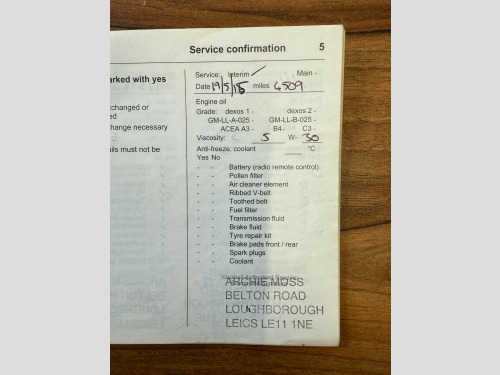 Service confirmation 5
arked with yes
Service: Interim ✓ Main -
Date 19/5/15 miles 4509
Engine oil
Grade: dexos 1 - dexos 2 -
changed or
GM-LL-A-025 - GM-LL-B-025 -
ed
hange necessary
ACEA A3 - B4 - C3 -
Viscosity: 5 W- 30
ils must not be
Anti-freeze, coolant °C
Yes No
- - Battery (radio remote control)
- - Pollen filter
- - Air cleaner element
- - Ribbed V-belt
- - Toothed belt
- - Fuel filter
- - Transmission fluid
- - Brake fluid
- - Tyre repair kit
- - Brake pads front / rear
- - Spark plugs
- - Coolant
ARCHIE MOSS
BELTON ROAD
LOUGHBOROUGH
LEICS LE11 1NE